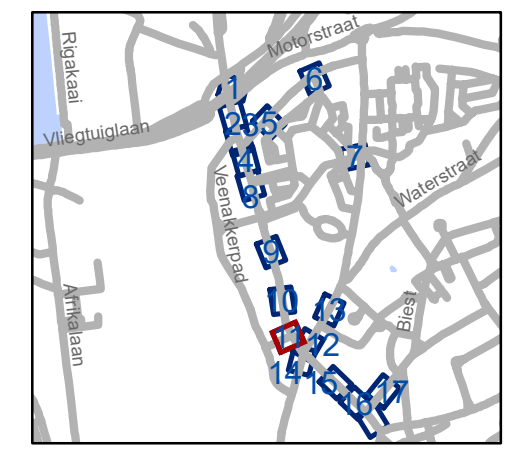 Motorstraat
Rigakaai
6
1
Vliegtuiglaan
2
3
5
7
4
Waterstraat
8
Veenakkerpad
9
Afrikalaan
10
13
Biest
11
12
14
15
16
17